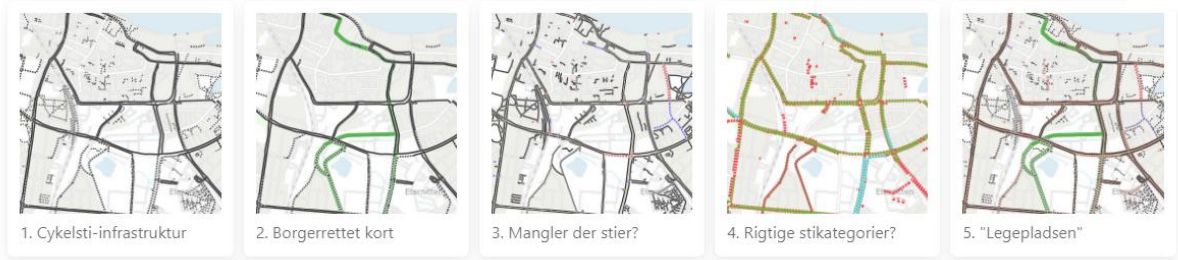 1. Cykelsti-infrastruktur
2. Borgerrettet kort
3. Mangler der stier?
4. Rigtige stikategorier?
5. "Legepladsen"